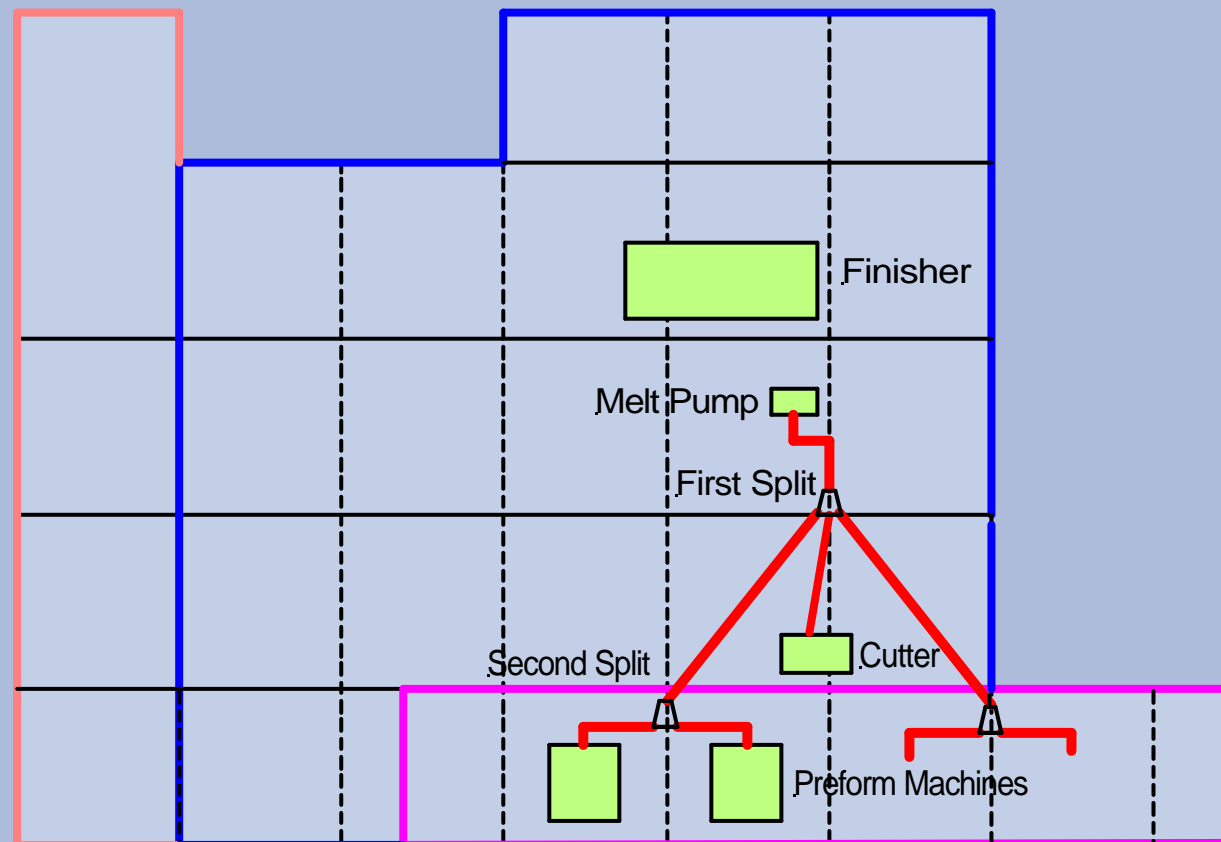 Finisher
Melt Pump
First Split
Second Split
Cutter
Preform Machines